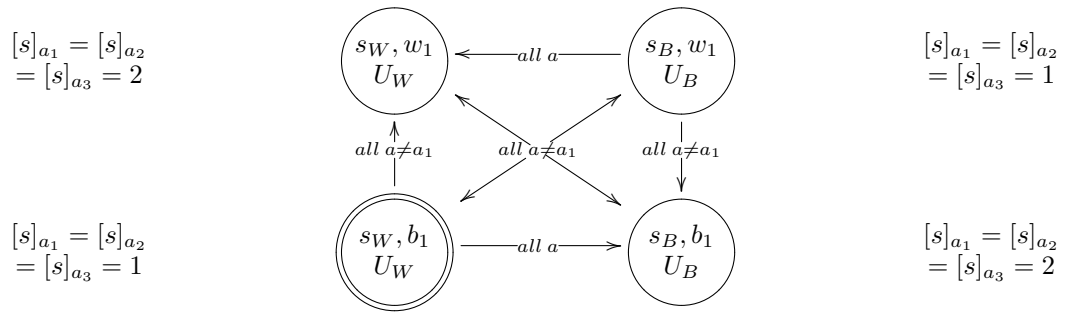 [s]_{a_1} = [s]_{a_2}
= [s]_{a_3} = 2
s_W, w_1
U_W
all a
s_B, w_1
U_B
[s]_{a_1} = [s]_{a_2}
= [s]_{a_3} = 1
all a≠a_1
all a≠a_1
all a≠a_1
[s]_{a_1} = [s]_{a_2}
= [s]_{a_3} = 1
s_W, b_1
U_W
all a
s_B, b_1
U_B
[s]_{a_1} = [s]_{a_2}
= [s]_{a_3} = 2